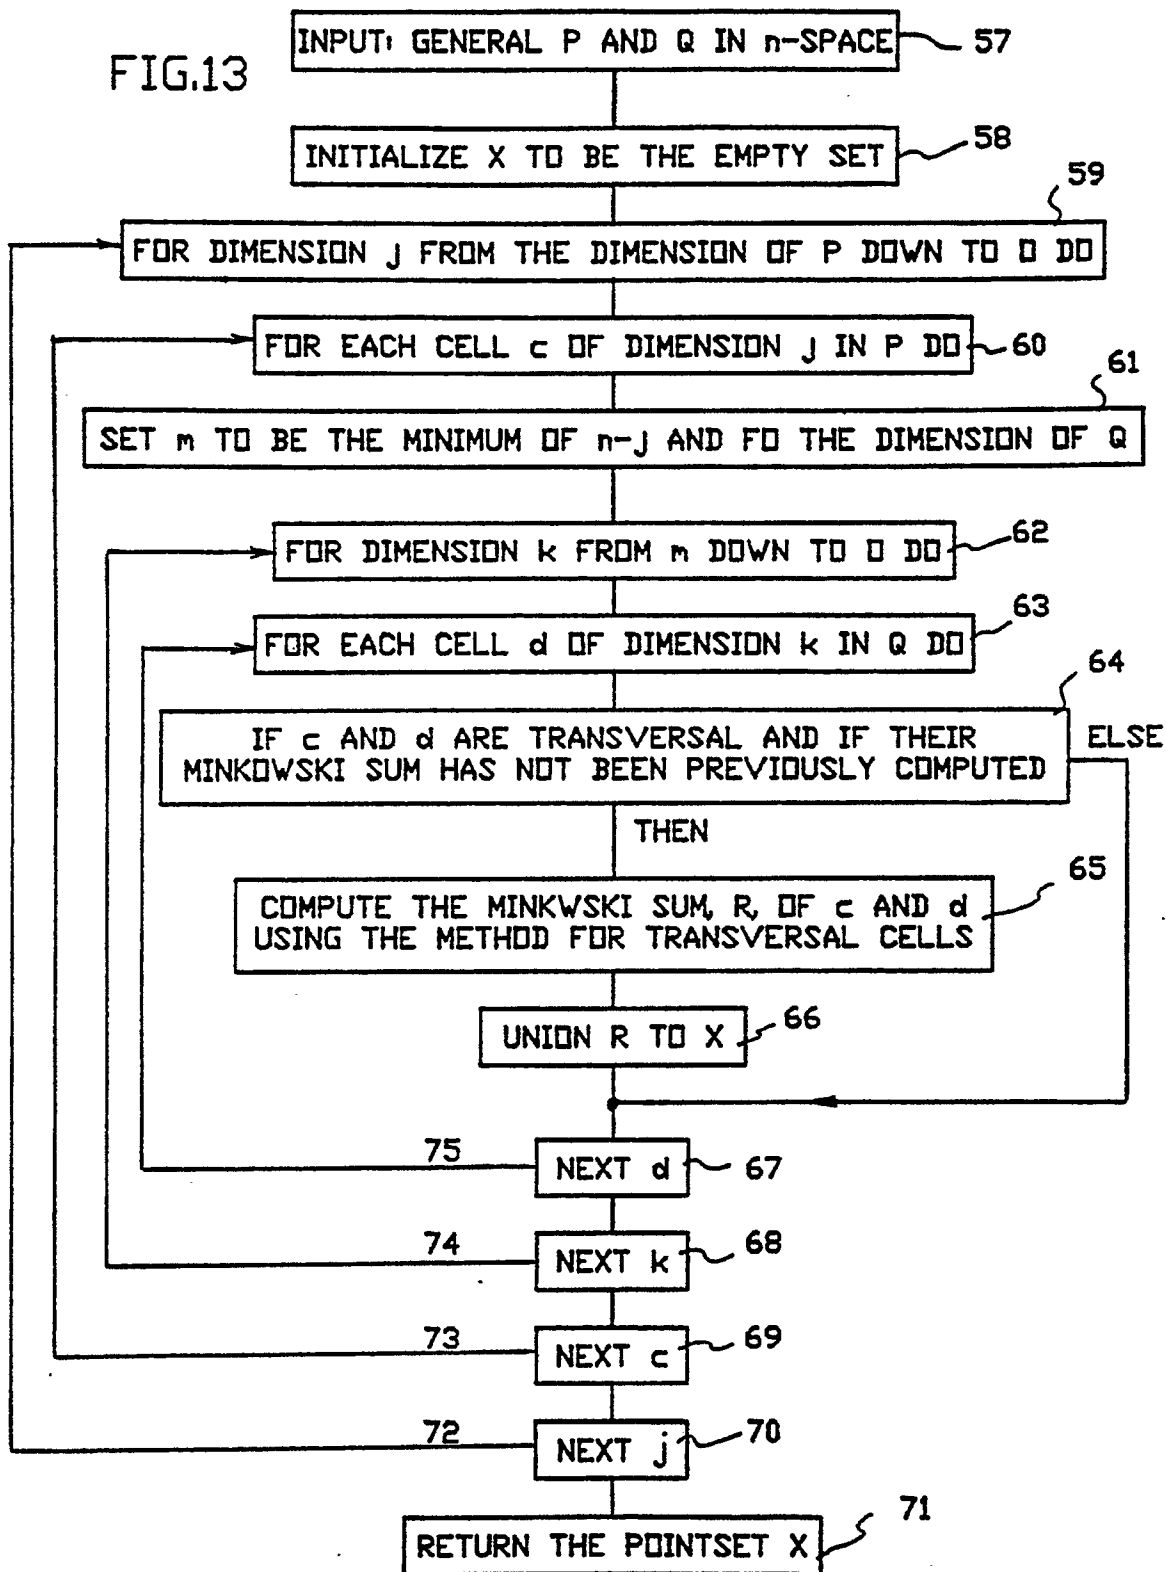 FIG.13
INPUT: GENERAL P AND Q IN n-SPACE
57
INITIALIZE X TO BE THE EMPTY SET
58
59
FOR DIMENSION j FROM THE DIMENSION OF P DOWN TO 0 DO
FOR EACH CELL c OF DIMENSION j IN P DO
60
61
SET m TO BE THE MINIMUM OF n-j AND FO THE DIMENSION OF Q
FOR DIMENSION k FROM m DOWN TO 0 DO
62
63
FOR EACH CELL d OF DIMENSION k IN Q DO
64
IF c AND d ARE TRANSVERSAL AND IF THEIR
MINKOWSKI SUM HAS NOT BEEN PREVIOUSLY COMPUTED
ELSE
THEN
65
COMPUTE THE MINKWSKI SUM, R, OF c AND d
USING THE METHOD FOR TRANSVERSAL CELLS
UNION R TO X
66
75
NEXT d
67
74
NEXT k
68
73
NEXT c
69
72
NEXT j
70
RETURN THE POINTSET X
71